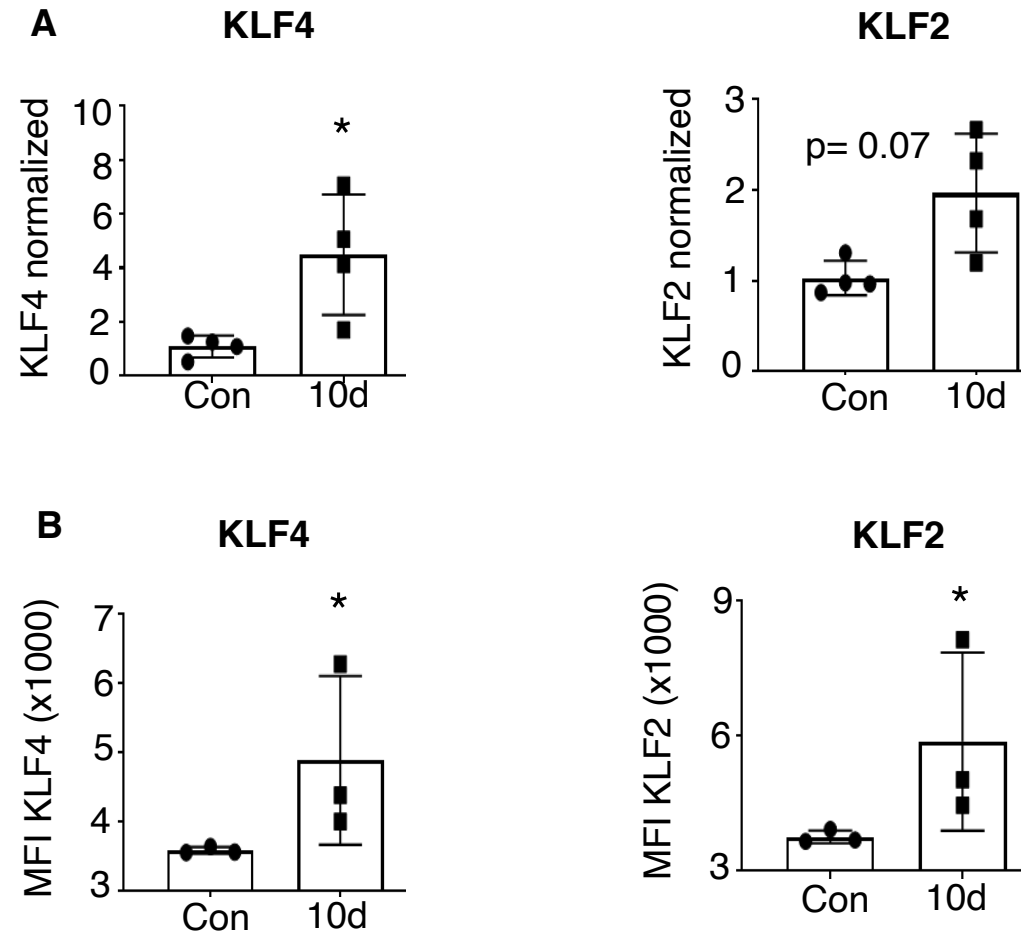 A
KLF4
KLF4 normalized
10
8
6
4
2
0
*
Con
10d
KLF2
KLF2 normalized
3
2
1
0
p= 0.07
Con
10d
B
KLF4
MFI KLF4 (x1000)
7
6
5
4
3
*
Con
10d
KLF2
MFI KLF2 (x1000)
9
6
3
*
Con
10d